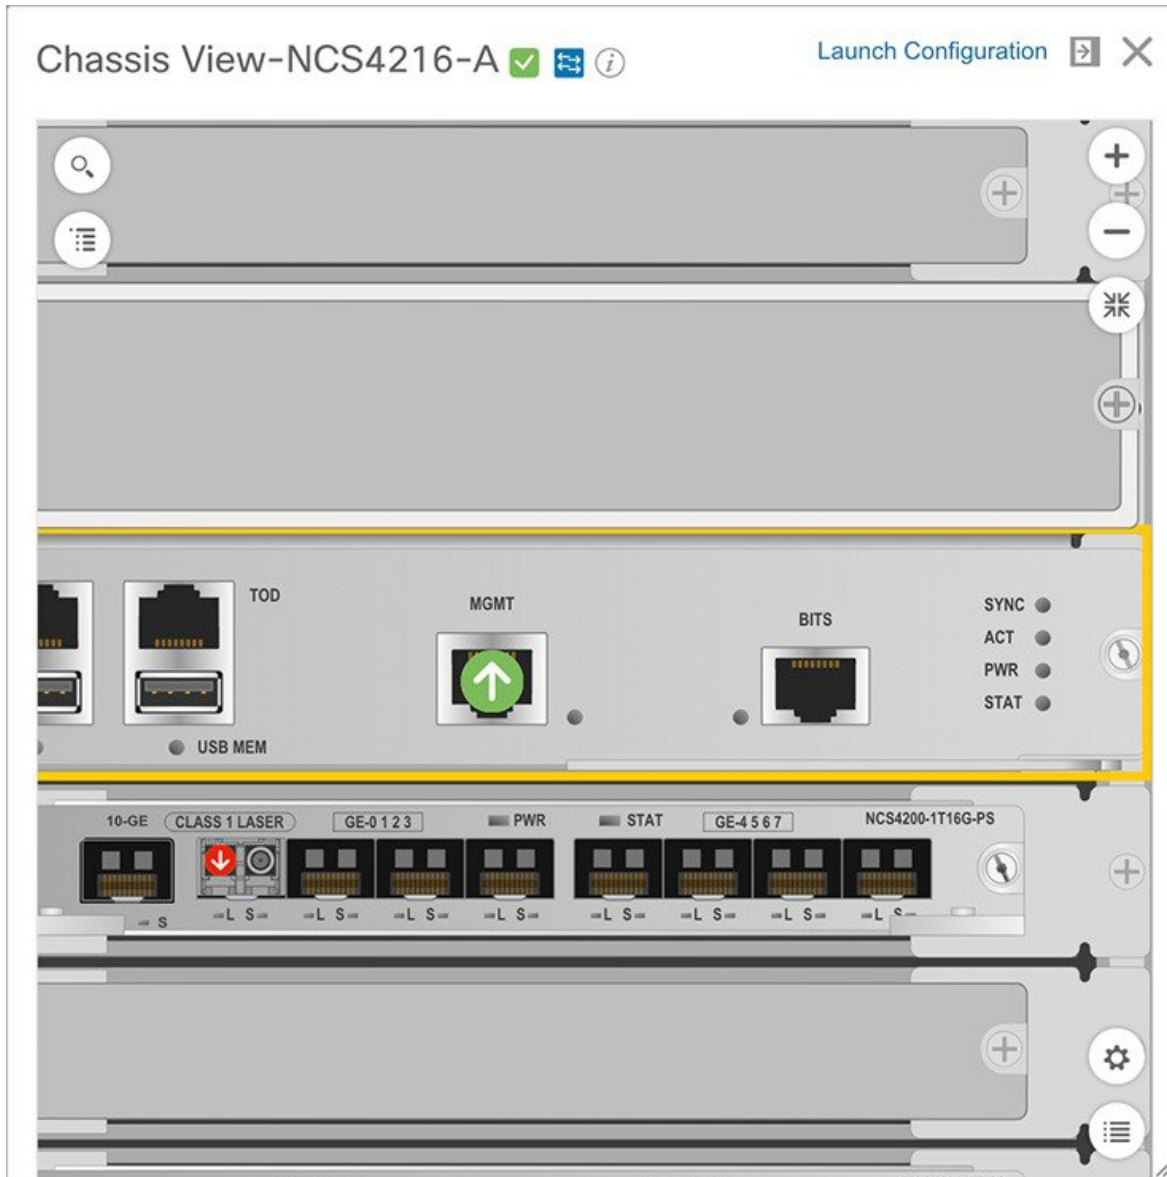 Chassis View-NCS4216-A
Launch Configuration
TOD
MGMT
BITS
SYNC
ACT
PWR
STAT
USB MEM
10-GE
CLASS 1 LASER
GE-0 1 2 3
PWR
STAT
GE-4 5 6 7
NCS4200-1T16G-PS
S
L S
L S
L S
L S
L S
L S
L S
L S